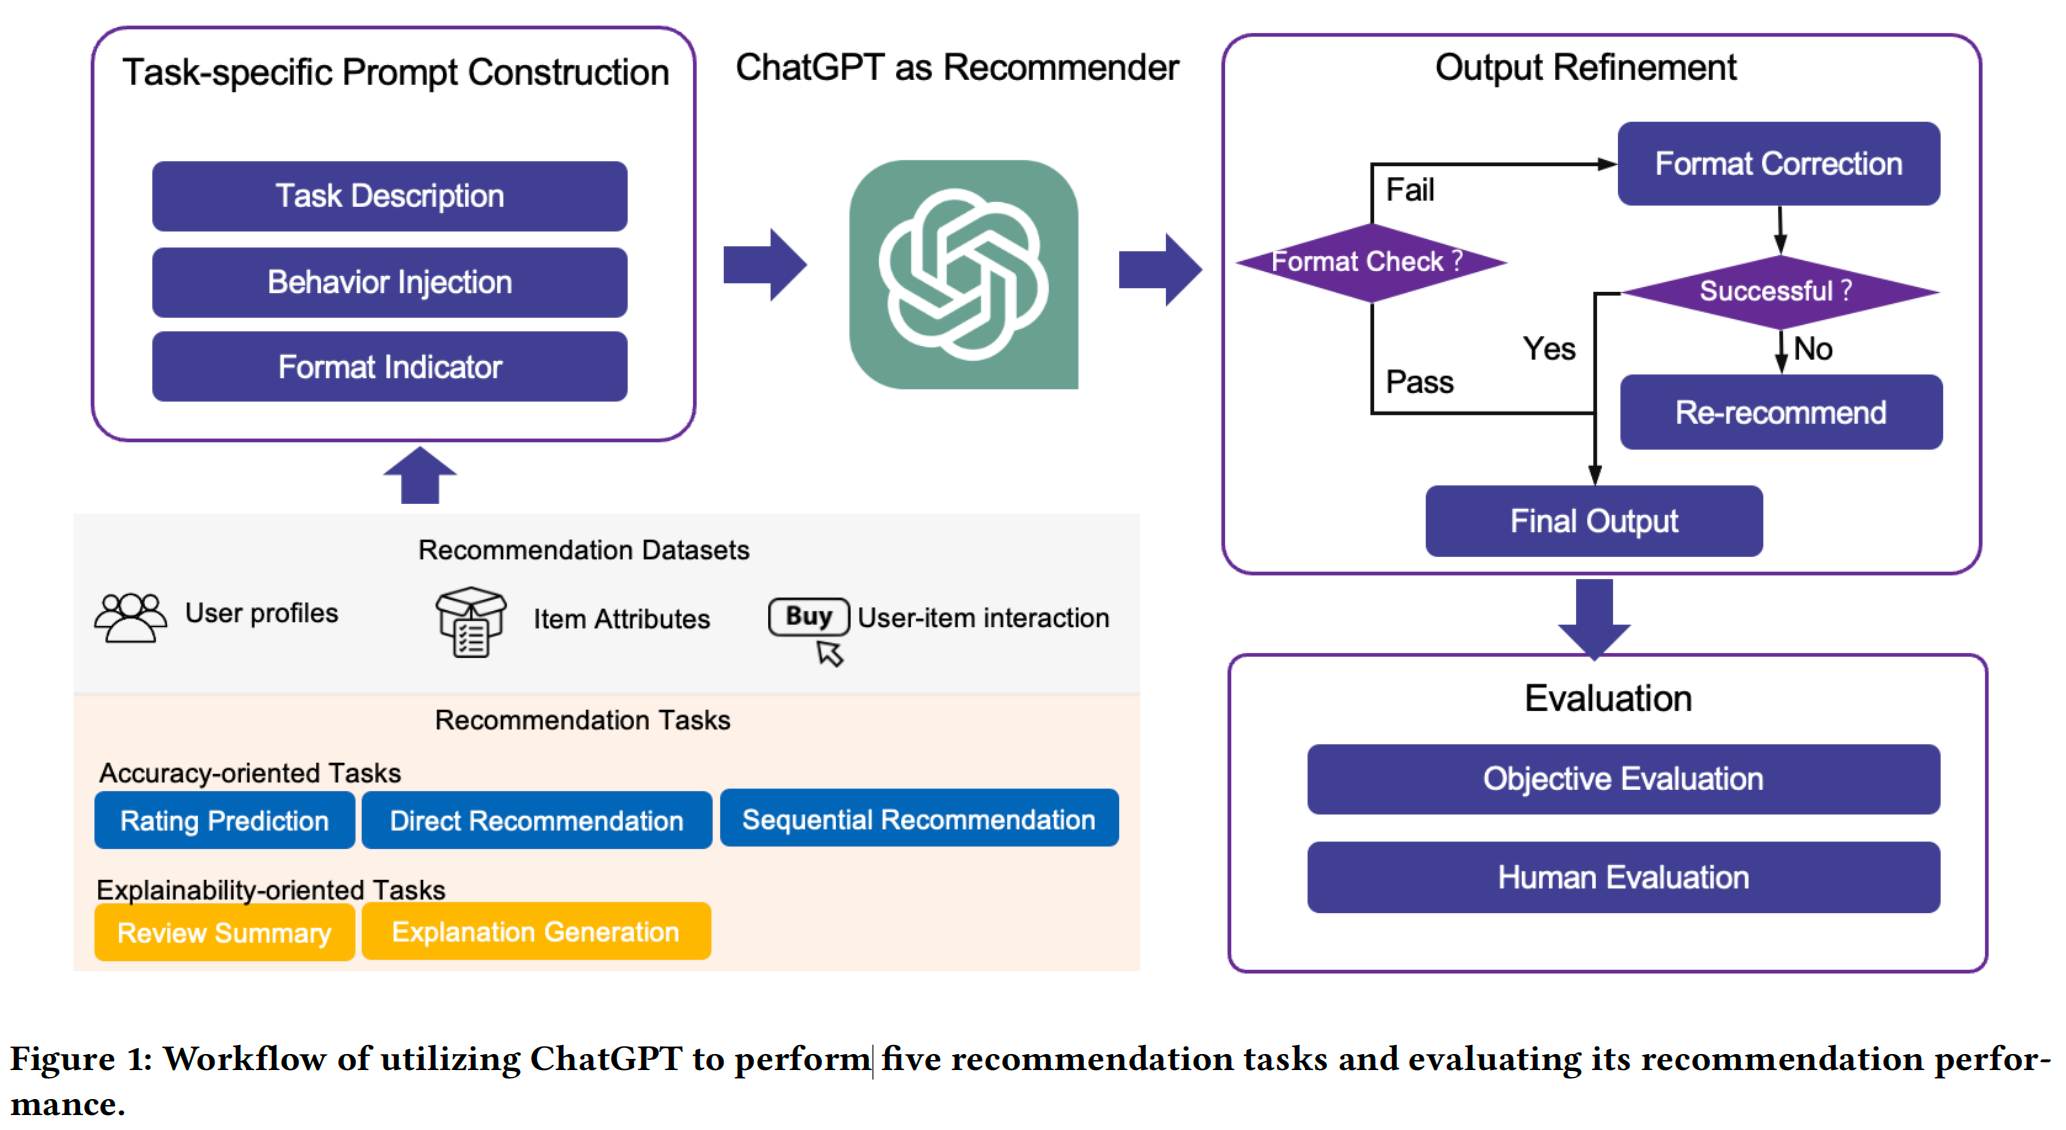 Task-specific Prompt Construction
Task Description
Behavior Injection
Format Indicator
ChatGPT as Recommender
Output Refinement
Format Correction
Fail
Format Check ?
Successful ?
Yes
No
Pass
Re-recommend
Final Output
Recommendation Datasets
User profiles
Item Attributes
Buy
User-item interaction
Recommendation Tasks
Accuracy-oriented Tasks
Rating Prediction
Direct Recommendation
Sequential Recommendation
Explainability-oriented Tasks
Review Summary
Explanation Generation
Evaluation
Objective Evaluation
Human Evaluation
Figure 1: Workflow of utilizing ChatGPT to perform five recommendation tasks and evaluating its recommendation perfor-
mance.